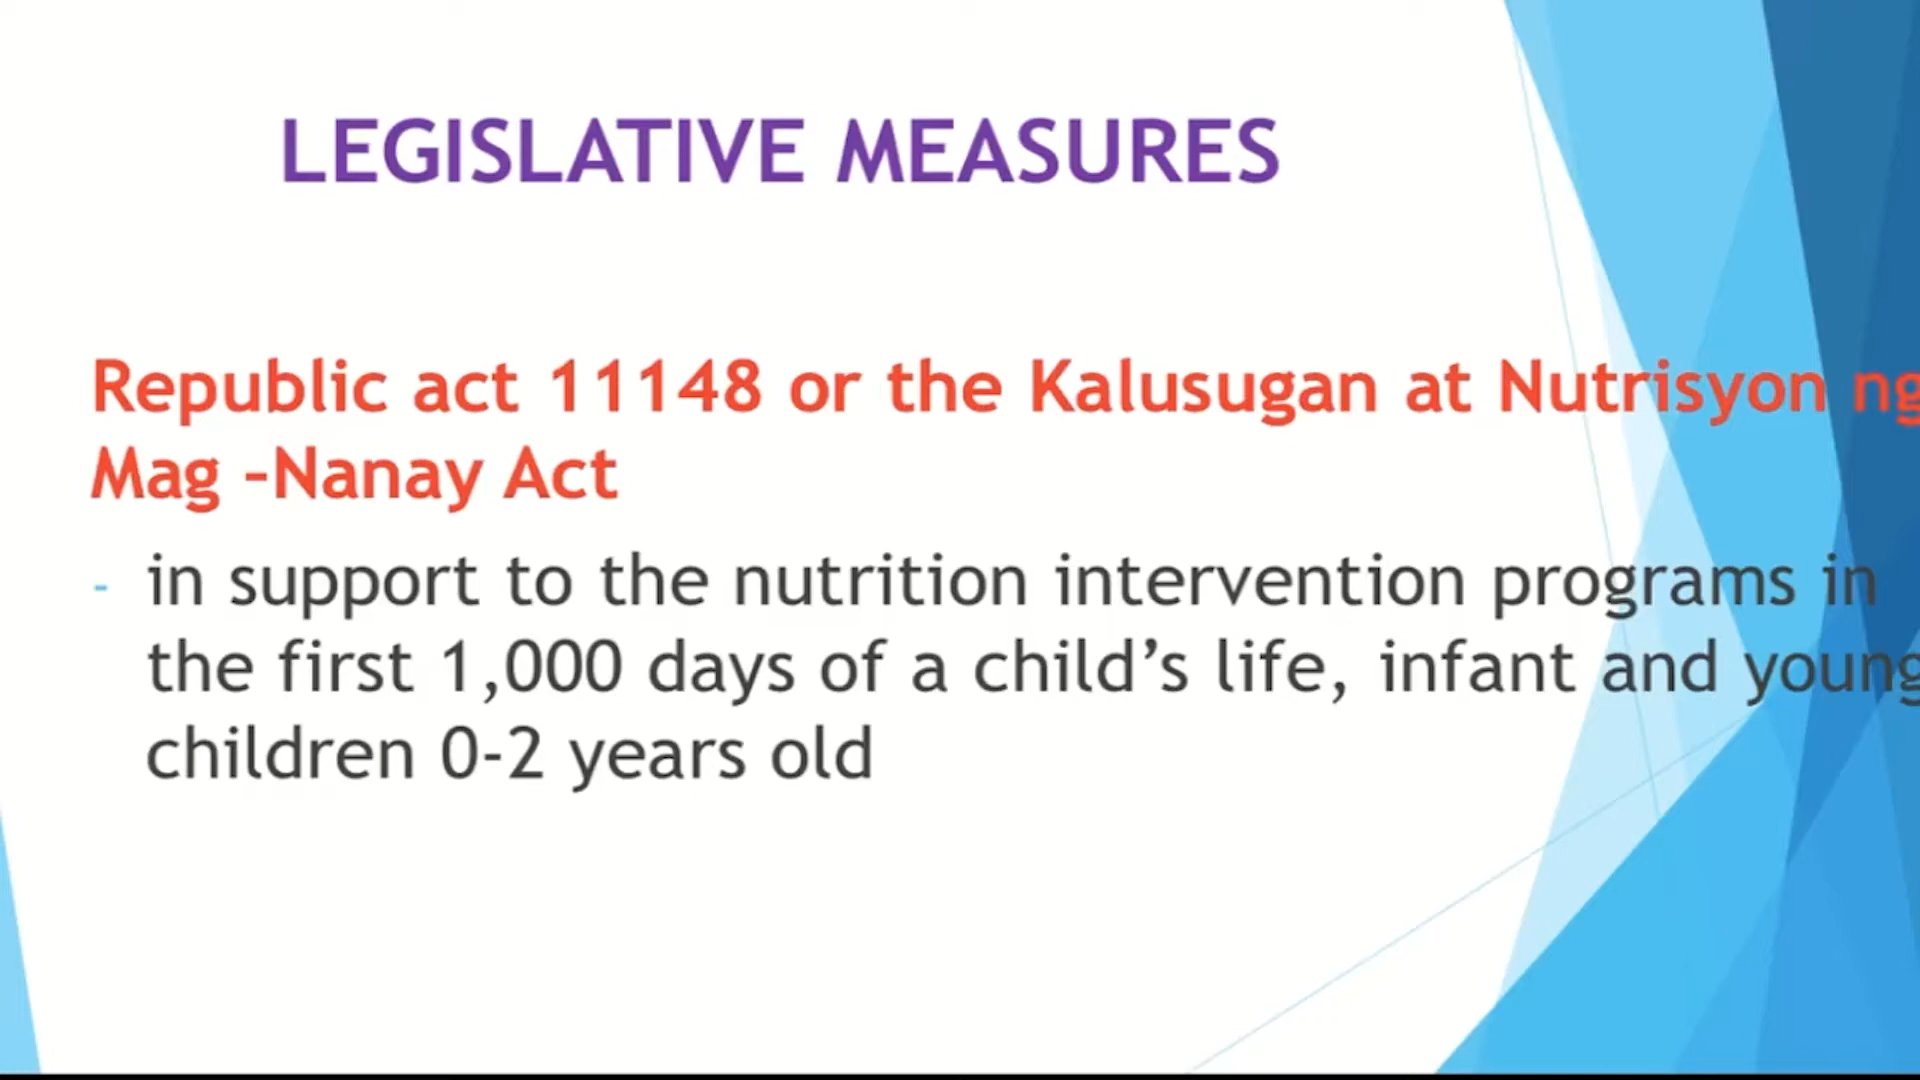 LEGISLATIVE MEASURES
Republic act 11148 or the Kalusugan at Nutrisyon ng
Mag –Nanay Act
- in support to the nutrition intervention programs in
the first 1,000 days of a child’s life, infant and young
children 0-2 years old